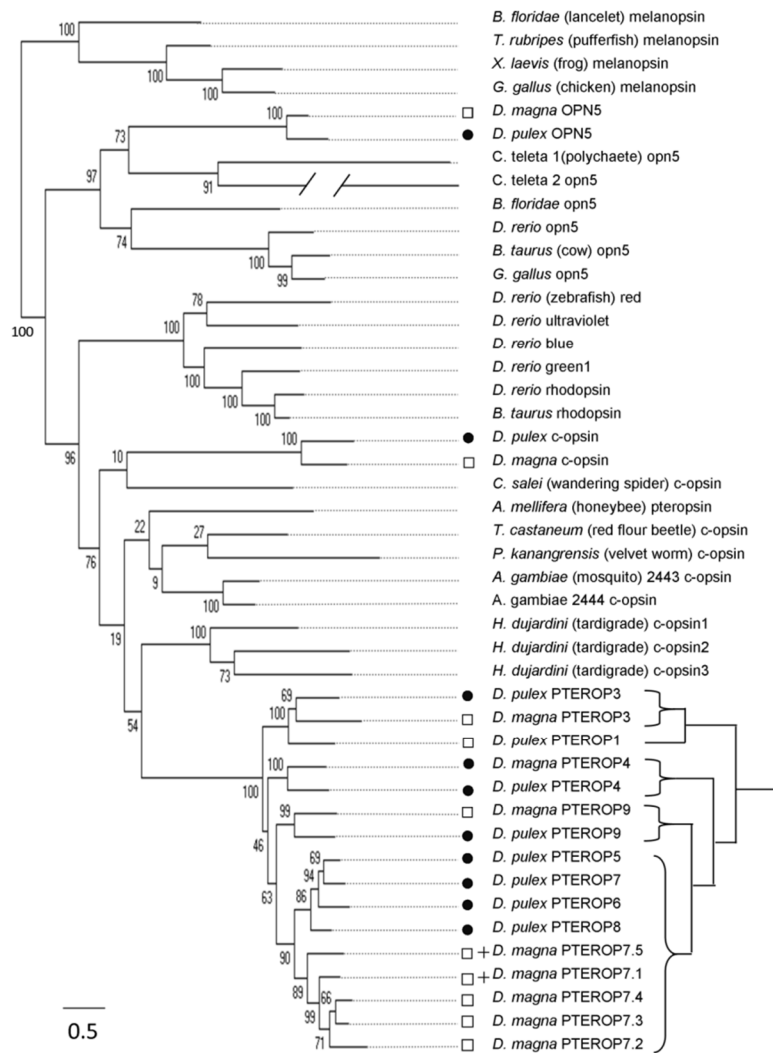 B. floridae (lancelet) melanopsin
T. rubripes (pufferfish) melanopsin
X. laevis (frog) melanopsin
G. gallus (chicken) melanopsin
D. magna OPN5
D. pulex OPN5
C. teleta 1(polychaete) opn5
C. teleta 2 opn5
B. floridae opn5
D. rerio opn5
B. taurus (cow) opn5
G. gallus opn5
D. rerio (zebrafish) red
D. rerio ultraviolet
D. rerio blue
D. rerio green1
D. rerio rhodopsin
B. taurus rhodopsin
D. pulex c-opsin
D. magna c-opsin
C. salei (wandering spider) c-opsin
A. mellifera (honeybee) pteropsin
T. castaneum (red flour beetle) c-opsin
P. kanangrensis (velvet worm) c-opsin
A. gambiae (mosquito) 2443 c-opsin
A. gambiae 2444 c-opsin
H. dujardini (tardigrade) c-opsin1
H. dujardini (tardigrade) c-opsin2
H. dujardini (tardigrade) c-opsin3
D. pulex PTEROP3
D. magna PTEROP3
D. pulex PTEROP1
D. magna PTEROP4
D. pulex PTEROP4
D. magna PTEROP9
D. pulex PTEROP9
D. pulex PTEROP5
D. pulex PTEROP7
D. pulex PTEROP6
D. pulex PTEROP8
+ D. magna PTEROP7.5
+ D. magna PTEROP7.1
D. magna PTEROP7.4
D. magna PTEROP7.3
D. magna PTEROP7.2
100
100
100
100
73
97
91
74
100
99
78
100
100
100
100
100
96
100
10
76
22
27
9
100
19
100
73
54
69
100
100
100
46
99
63
69
94
86
90
89
66
99
71
0.5